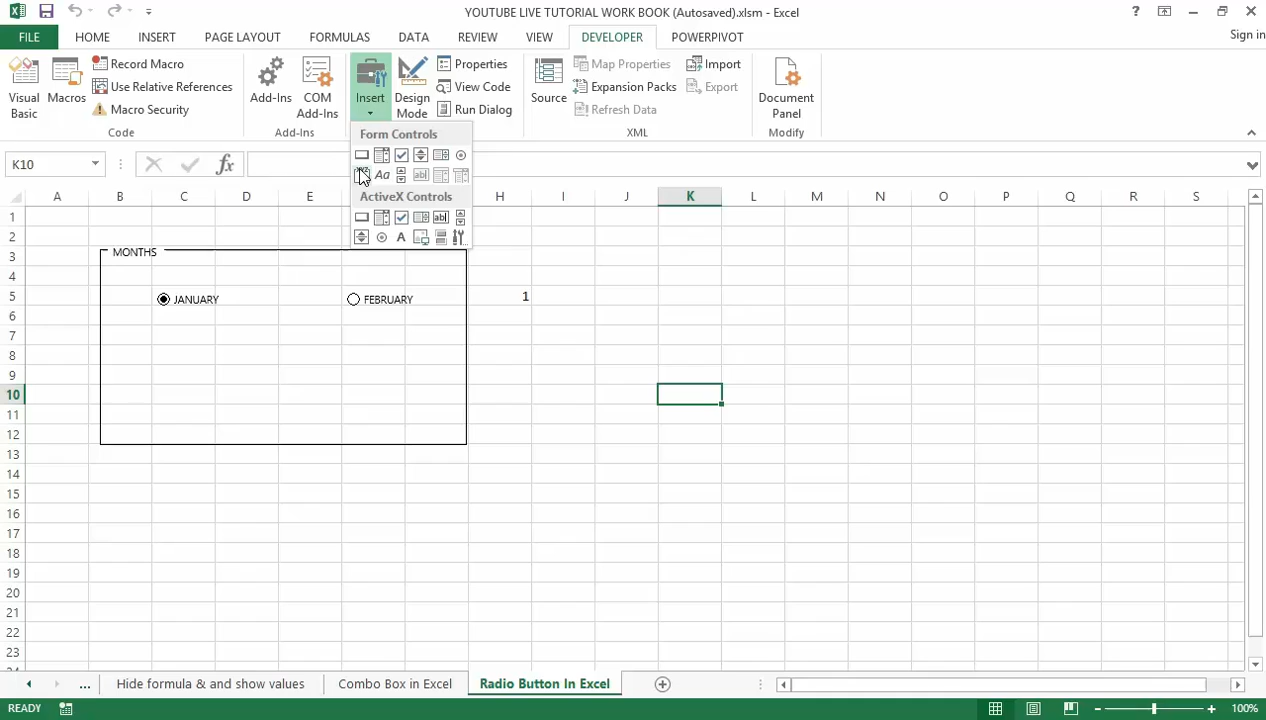 YOUTUBE LIVE TUTORIAL WORK BOOK (Autosaved).xlsm - Excel
?
FILE HOME INSERT PAGE LAYOUT FORMULAS DATA REVIEW VIEW DEVELOPER POWERPIVOT Sign in
Visual Basic
Macros
Record Macro
Use Relative References
Macro Security
Code
Add-Ins
COM Add-Ins
Add-Ins
Insert
Design Mode
Properties
View Code
Run Dialog
Source
Map Properties
Expansion Packs
Refresh Data
Import
Export
XML
Document Panel
Modify
Form Controls
Aa
ab|
ActiveX Controls
ab|
A
K10
fx
A B C D E H I J K L M N O P Q R S
1
2
3 MONTHS
4
5 JANUARY FEBRUARY 1
6
7
8
9
10
11
12
13
14
15
16
17
18
19
20
21
22
23
... Hide formula & and show values Combo Box in Excel Radio Button In Excel
READY 100%